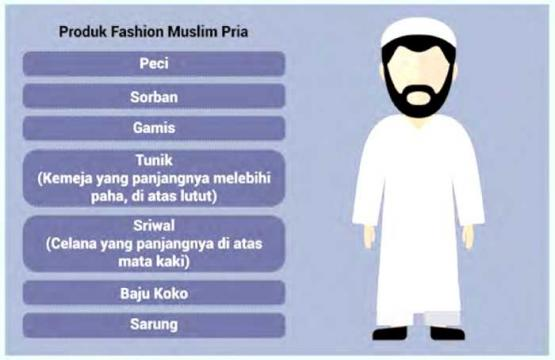 Produk Fashion Muslim Pria
Peci
Sorban
Gamis
Tunik
(Kemeja yang panjangnya melebihi
paha, di atas lutut)
Sriwal
(Celana yang panjangnya di atas
mata kaki)
Baju Koko
Sarung